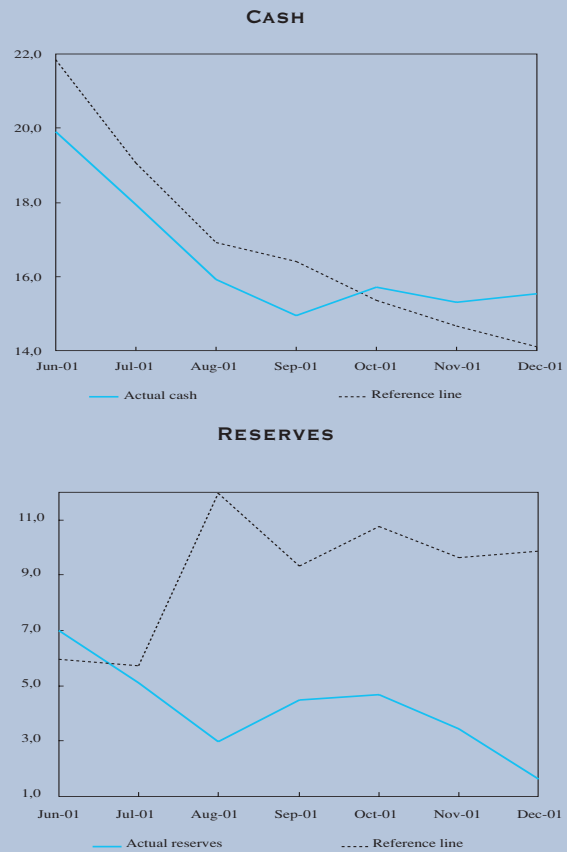 CASH
22,0
20,0
18,0
16,0
14,0
Jun-01 Jul-01 Aug-01 Sep-01 Oct-01 Nov-01 Dec-01
Actual cash Reference line
RESERVES
11,0
9,0
7,0
5,0
3,0
1,0
Jun-01 Jul-01 Aug-01 Sep-01 Oct-01 Nov-01 Dec-01
Actual reserves Reference line